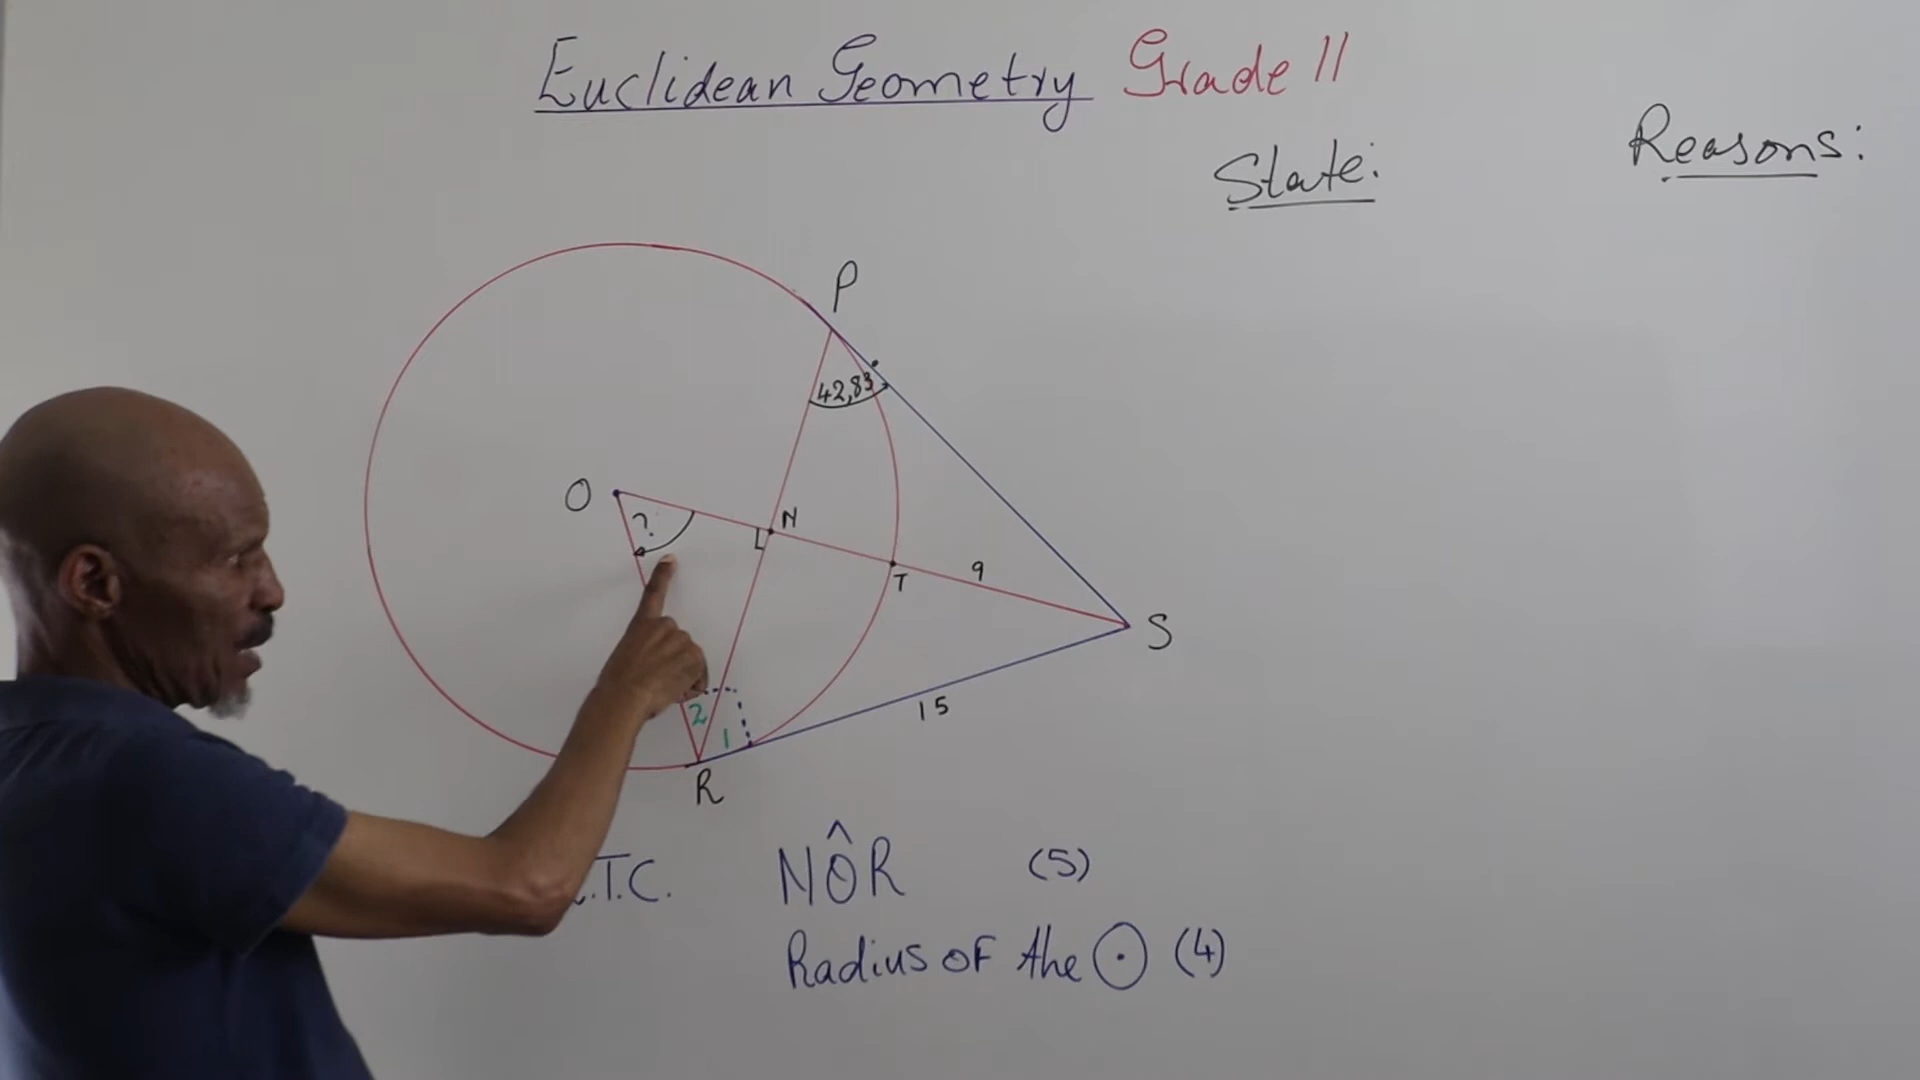 Euclidean Geometry Grade 11
State: Reasons:
P
42,83
O ? N
L
T 9
S
2
1 15
R
.T.C. NÔR (5)
Radius of the ⊙ (4)